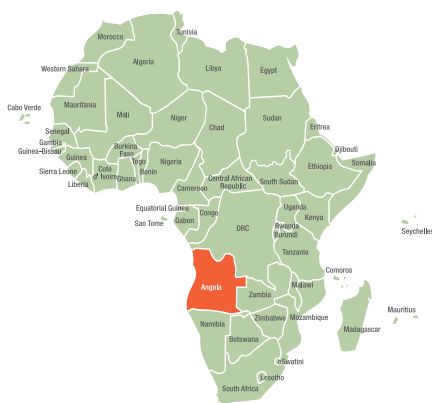 Tunisia
Morocco
Algeria
Libya
Egypt
Western Sahara
Cabo Verde
Mauritania
Mali
Niger
Chad
Sudan
Eritrea
Senegal
Gambia
Guinea-Bissau
Guinea
Sierra Leone
Liberia
Cote
d' Ivoire
Burkina
Faso
Ghana
Togo
Benin
Nigeria
Djibouti
Somalia
Ethiopia
Cameroon
Central African
Republic
South Sudan
Equatorial Guinea
Sao Tome
Gabon
Congo
DRC
Uganda
Kenya
Rwanda
Burundi
Seychelles
Tanzania
Comoros
Angola
Zambia
Malawi
Mozambique
Mauritius
Madagascar
Zimbabwe
Namibia
Botswana
eSwatini
Lesotho
South Africa